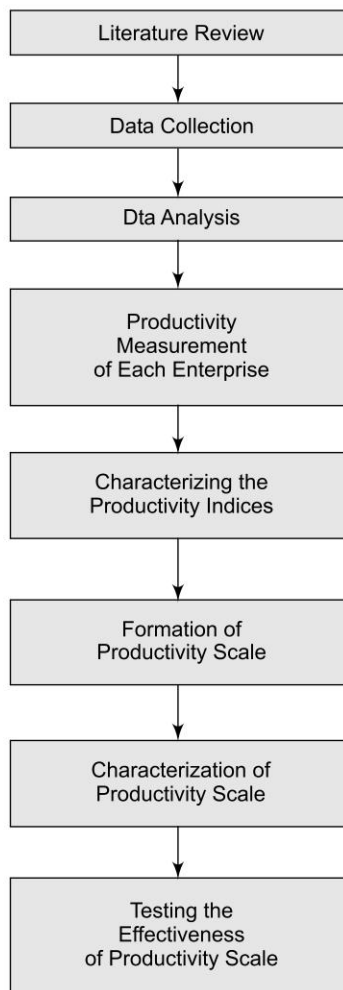 Literature Review
Data Collection
Dta Analysis
Productivity
Measurement
of Each Enterprise
Characterizing the
Productivity Indices
Formation of
Productivity Scale
Characterization of
Productivity Scale
Testing the
Effectiveness
of Productivity Scale